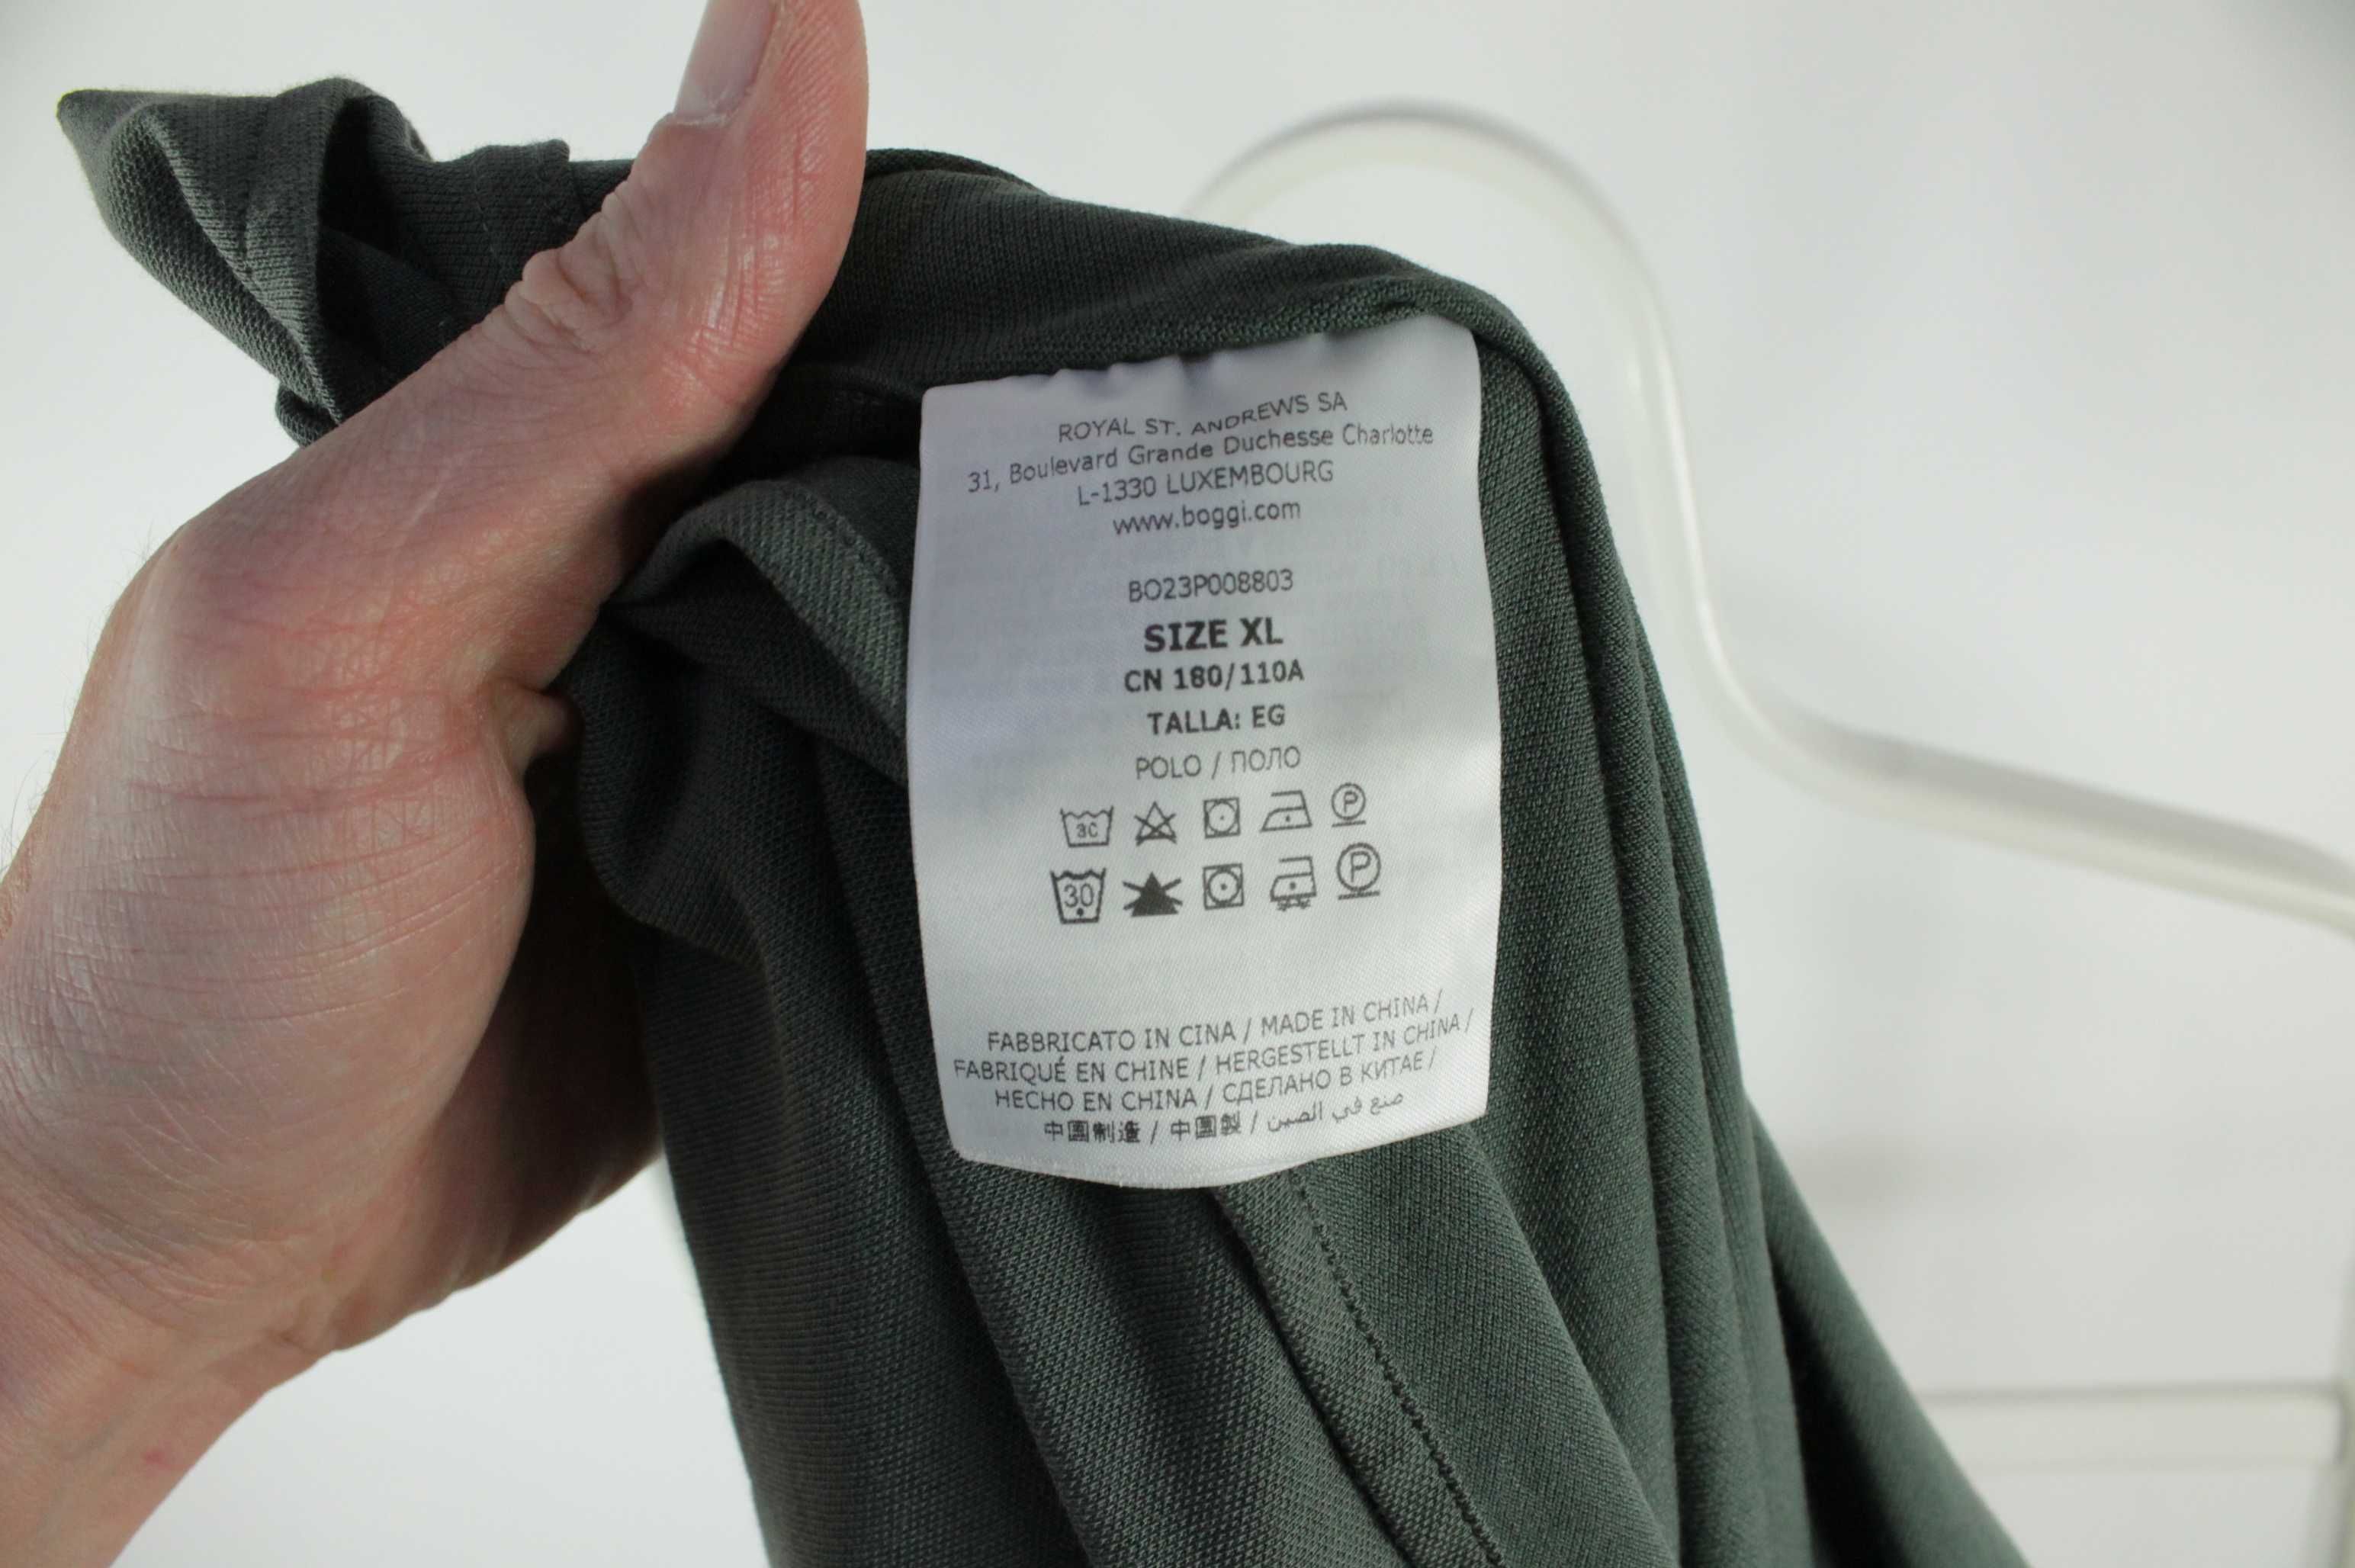 ROYAL ST. ANDREWS SA
31, Boulevard Grande Duchesse Charlotte
L-1330 LUXEMBOURG
www.boggi.com
BO23P008803
SIZE XL
CN 180/110A
TALLA: EG
POLO / ПОЛО
30 P
30 P
FABBRICATO IN CINA / MADE IN CHINA /
FABRIQUÉ EN CHINE / HERGESTELLT IN CHINA /
HECHO EN CHINA / СДЕЛАНО В КИТАЕ /
中國制造 / 中國製 / صنع في الصين